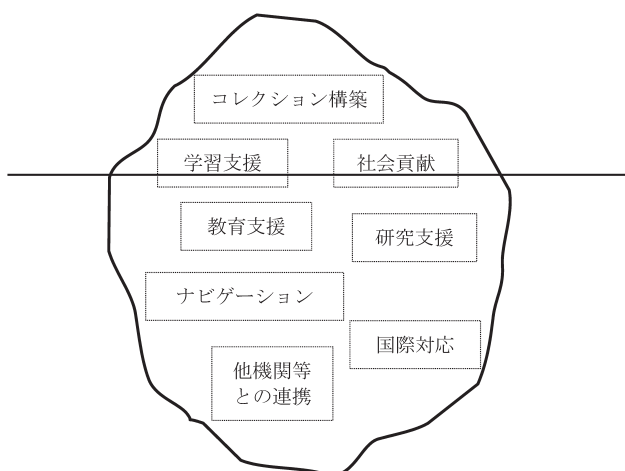 コレクション構築
学習支援
社会貢献
教育支援
研究支援
ナビゲーション
国際対応
他機関等
との連携